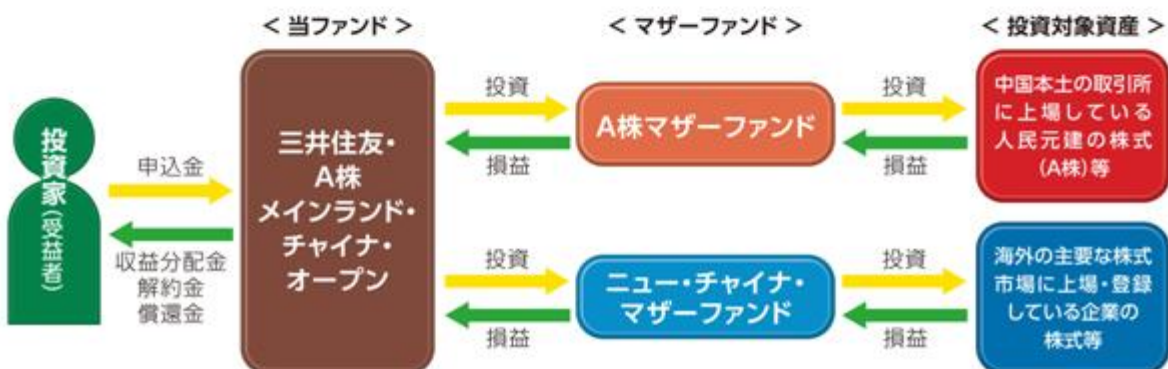 < 当ファンド >
< マザーファンド >
< 投資対象資産 >
投資家(受益者)
申込金
収益分配金
解約金
償還金
三井住友・
A株
メインランド・
チャイナ・
オープン
投資
損益
A株マザーファンド
投資
損益
中国本土の取引所
に上場している
人民元建の株式
(A株)等
投資
損益
ニュー・チャイナ・
マザーファンド
投資
損益
海外の主要な株式
市場に上場・登録
している企業の
株式等